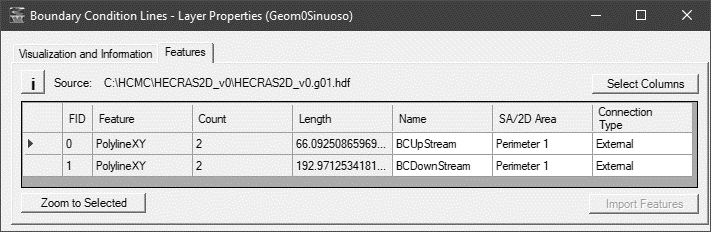 Boundary Condition Lines - Layer Properties (Geom0Sinuoso)
Visualization and Information Features
i Source: C:\HCMC\HECRAS2D_v0\HECRAS2D_v0.g01.hdf Select Columns
FID Feature Count Length Name SA/2D Area Connection Type
0 PolylineXY 2 66.09250865969... BCUpStream Perimeter 1 External
1 PolylineXY 2 192.9712534181... BCDownStream Perimeter 1 External
Zoom to Selected Import Features